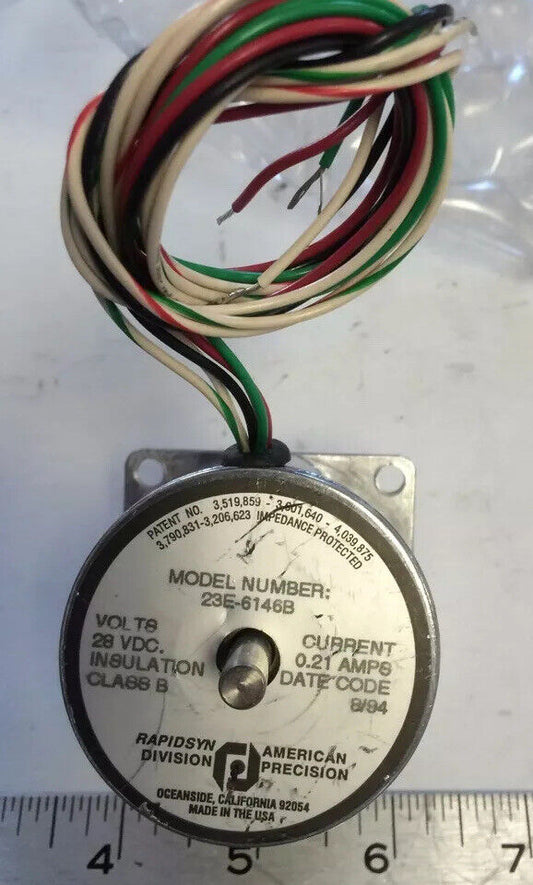 PATENT NO. 3,519,859 - 3,601,640 - 4,039,875
3,790,831-3,206,623 IMPEDANCE PROTECTED
MODEL NUMBER:
23E-6146B
VOLTS
28 VDC.
INSULATION
CLASS B
CURRENT
0.21 AMPS
DATE CODE
8/94
RAPIDSYN
DIVISION
AMERICAN
PRECISION
OCEANSIDE, CALIFORNIA 92054
MADE IN THE USA
4 5 6 7